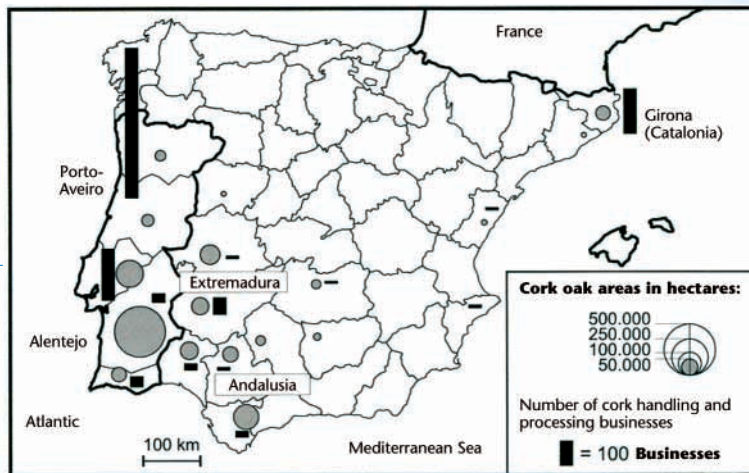 France
Girona
(Catalonia)
Porto-
Aveiro
Extremadura
Alentejo
Andalusia
Atlantic
100 km
Mediterranean Sea
Cork oak areas in hectares:
500.000
250.000
100.000
50.000
Number of cork handling and
processing businesses
= 100 Businesses